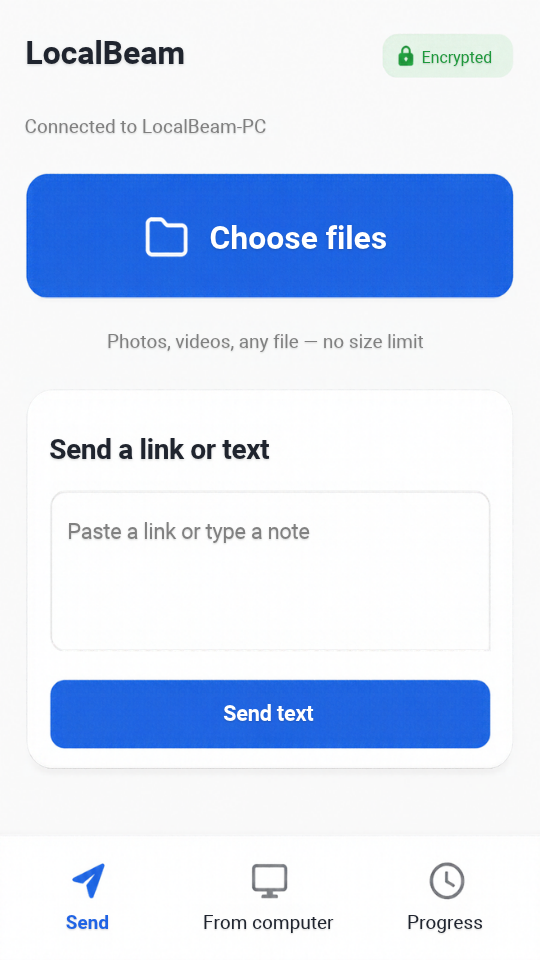 LocalBeam
Encrypted
Connected to LocalBeam-PC
Choose files
Photos, videos, any file — no size limit
Send a link or text
Paste a link or type a note
Send text
Send
From computer
Progress